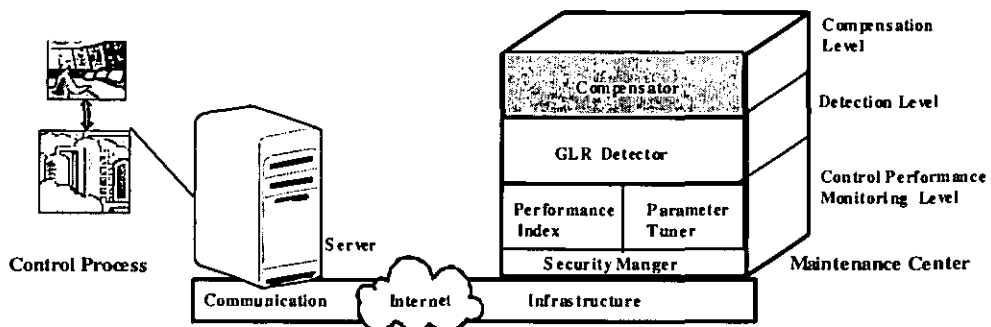 Compensation
Level
Compensator
Detection Level
GLR Detector
Control Performance
Monitoring Level
Performance
Index
Parameter
Tuner
Server
Control Process
Security Manger
Maintenance Center
Communication
Internet
Infrastructure